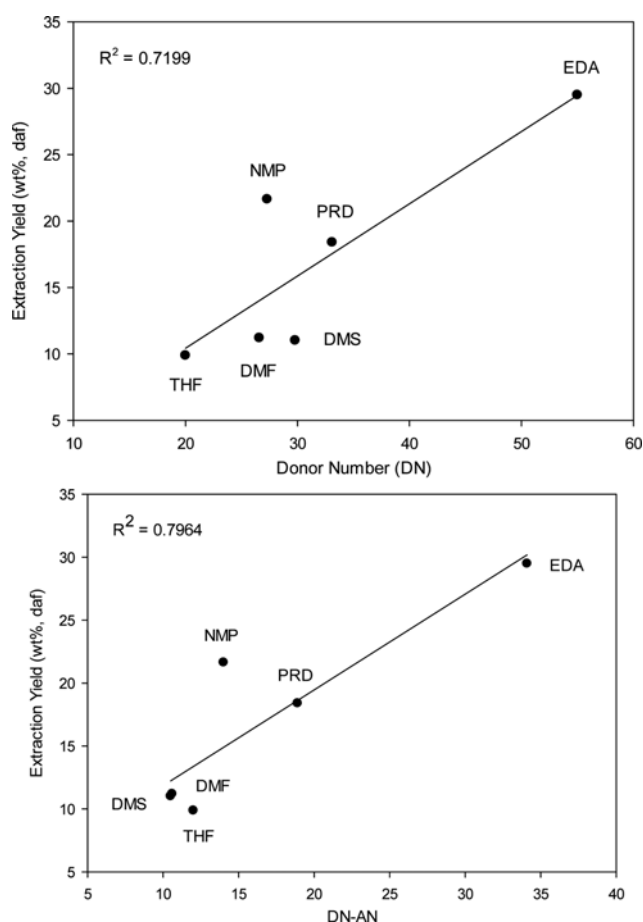 35
R² = 0.7199
EDA
30
25
NMP
PRD
20
15
DMS
DMF
10
THF
5
10 20 30 40 50 60
Extraction Yield (wt%, daf)
Donor Number (DN)
35
R² = 0.7964
30
EDA
25
NMP
PRD
20
15
DMF
DMS
10
THF
5
5 10 15 20 25 30 35 40
Extraction Yield (wt%, daf)
DN-AN